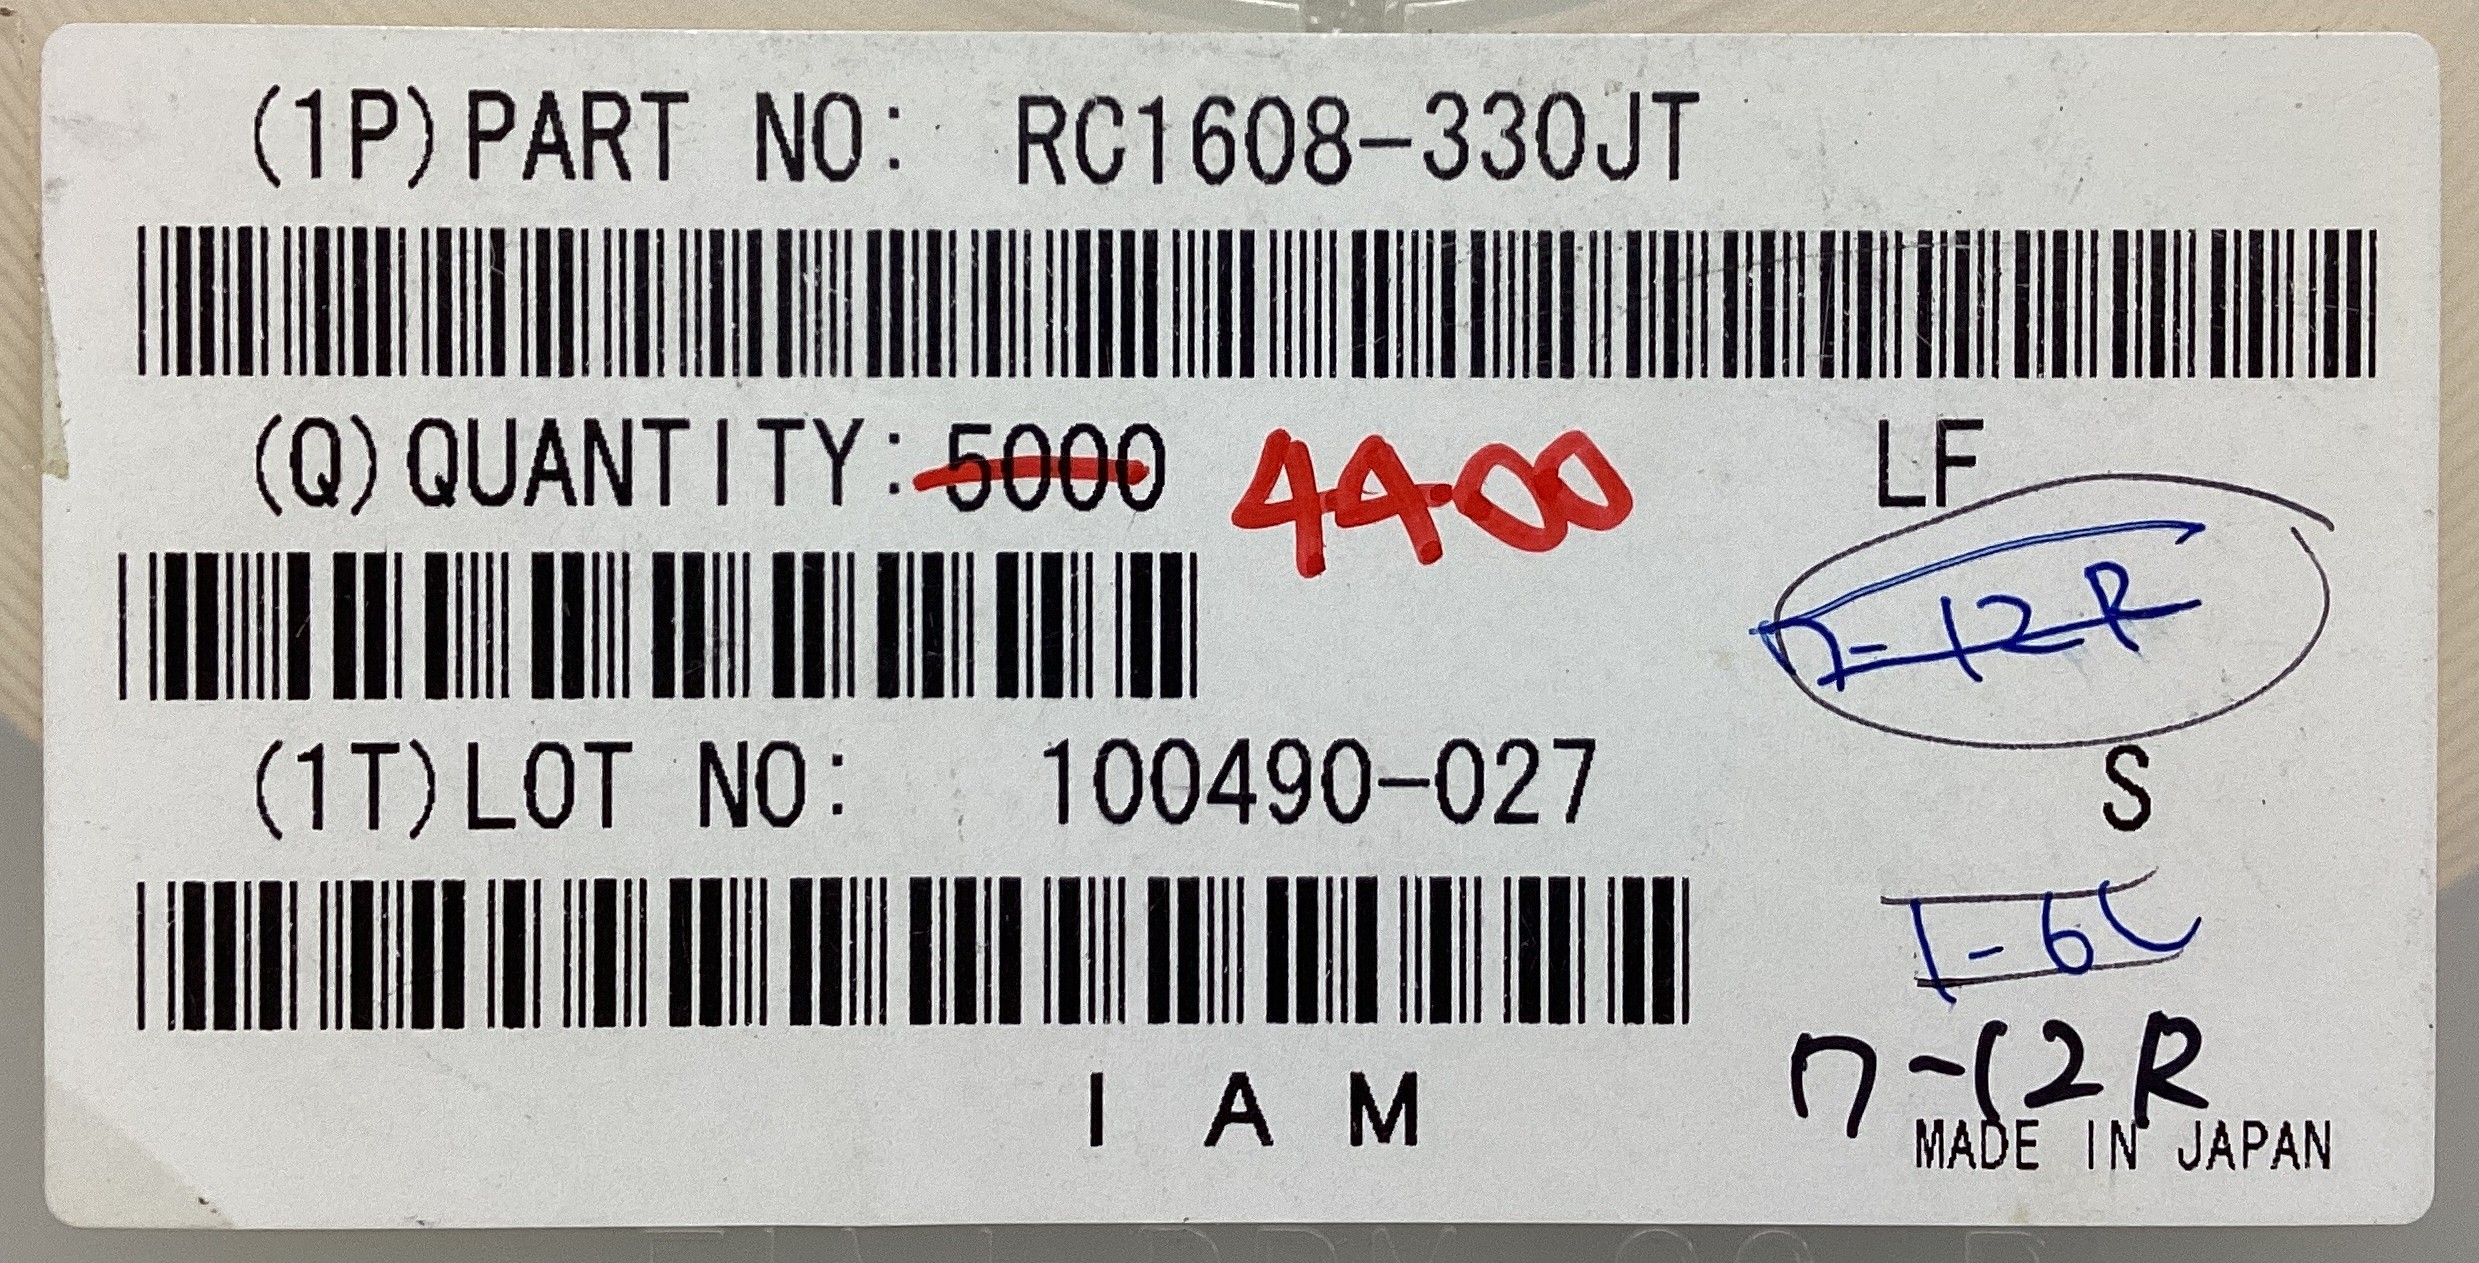 (1P)PART NO: RC1608-330JT
(Q)QUANTITY: 5000 4400 LF
7-12R
(1T)LOT NO: 100490-027 S
1-6L
7-12R
I A M
MADE IN JAPAN